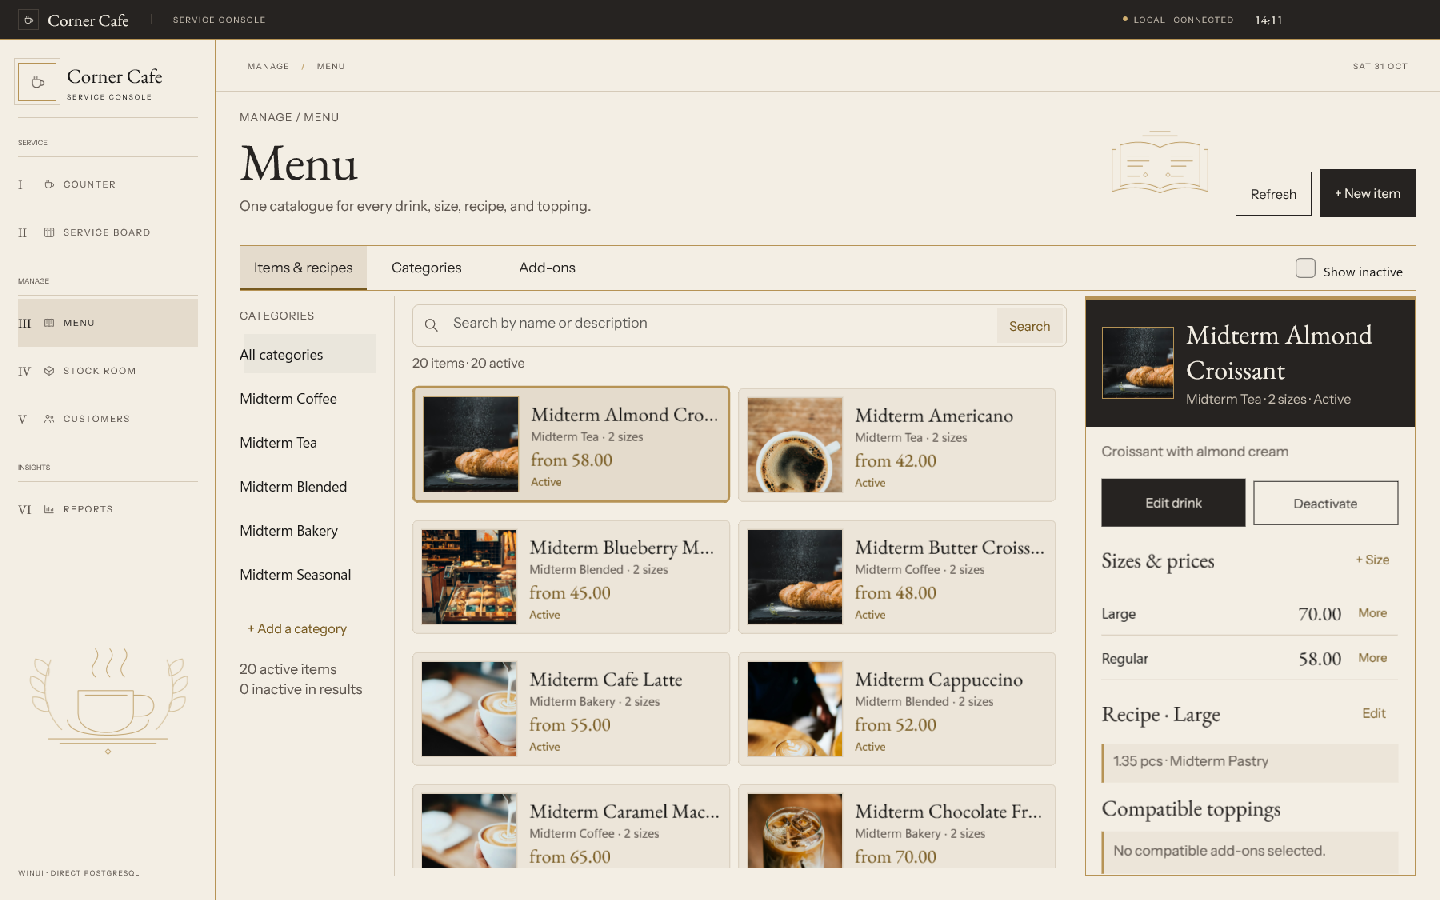 Corner Cafe
SERVICE CONSOLE
LOCAL · CONNECTED
14:11
Corner Cafe
SERVICE CONSOLE
SERVICE
I COUNTER
II SERVICE BOARD
MANAGE
III MENU
IV STOCK ROOM
V CUSTOMERS
INSIGHTS
VI REPORTS
WINUI · DIRECT POSTGRESQL
MANAGE / MENU
SAT 31 OCT
MANAGE / MENU
Menu
One catalogue for every drink, size, recipe, and topping.
Refresh
+ New item
Items & recipes
Categories
Add-ons
Show inactive
CATEGORIES
All categories
Midterm Coffee
Midterm Tea
Midterm Blended
Midterm Bakery
Midterm Seasonal
+ Add a category
20 active items
0 inactive in results
Search by name or description
Search
20 items · 20 active
Midterm Almond Cro...
Midterm Tea · 2 sizes
from 58.00
Active
Midterm Americano
Midterm Tea · 2 sizes
from 42.00
Active
Midterm Blueberry M...
Midterm Blended · 2 sizes
from 45.00
Active
Midterm Butter Croiss...
Midterm Coffee · 2 sizes
from 48.00
Active
Midterm Cafe Latte
Midterm Bakery · 2 sizes
from 55.00
Active
Midterm Cappuccino
Midterm Blended · 2 sizes
from 52.00
Active
Midterm Caramel Mac...
Midterm Coffee · 2 sizes
from 65.00
Midterm Chocolate Fr...
Midterm Bakery · 2 sizes
from 70.00
Midterm Almond
Croissant
Midterm Tea · 2 sizes · Active
Croissant with almond cream
Edit drink
Deactivate
Sizes & prices
+ Size
Large 70.00 More
Regular 58.00 More
Recipe · Large
Edit
1.35 pcs · Midterm Pastry
Compatible toppings
No compatible add-ons selected.